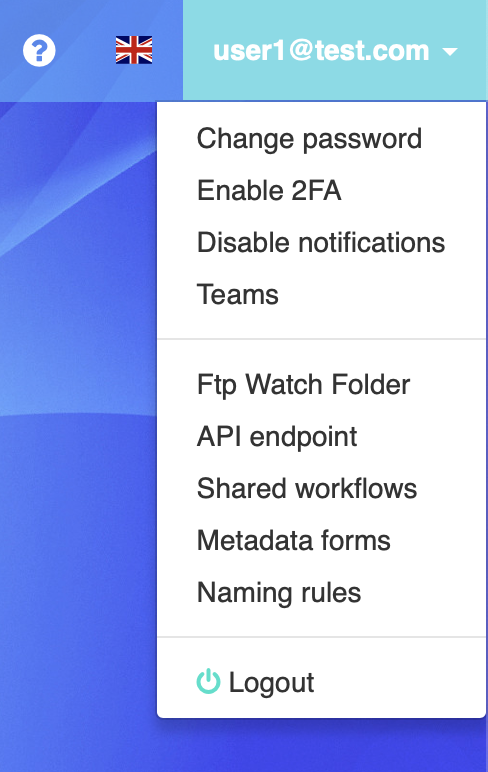 ?
user1@test.com
Change password
Enable 2FA
Disable notifications
Teams
Ftp Watch Folder
API endpoint
Shared workflows
Metadata forms
Naming rules
Logout